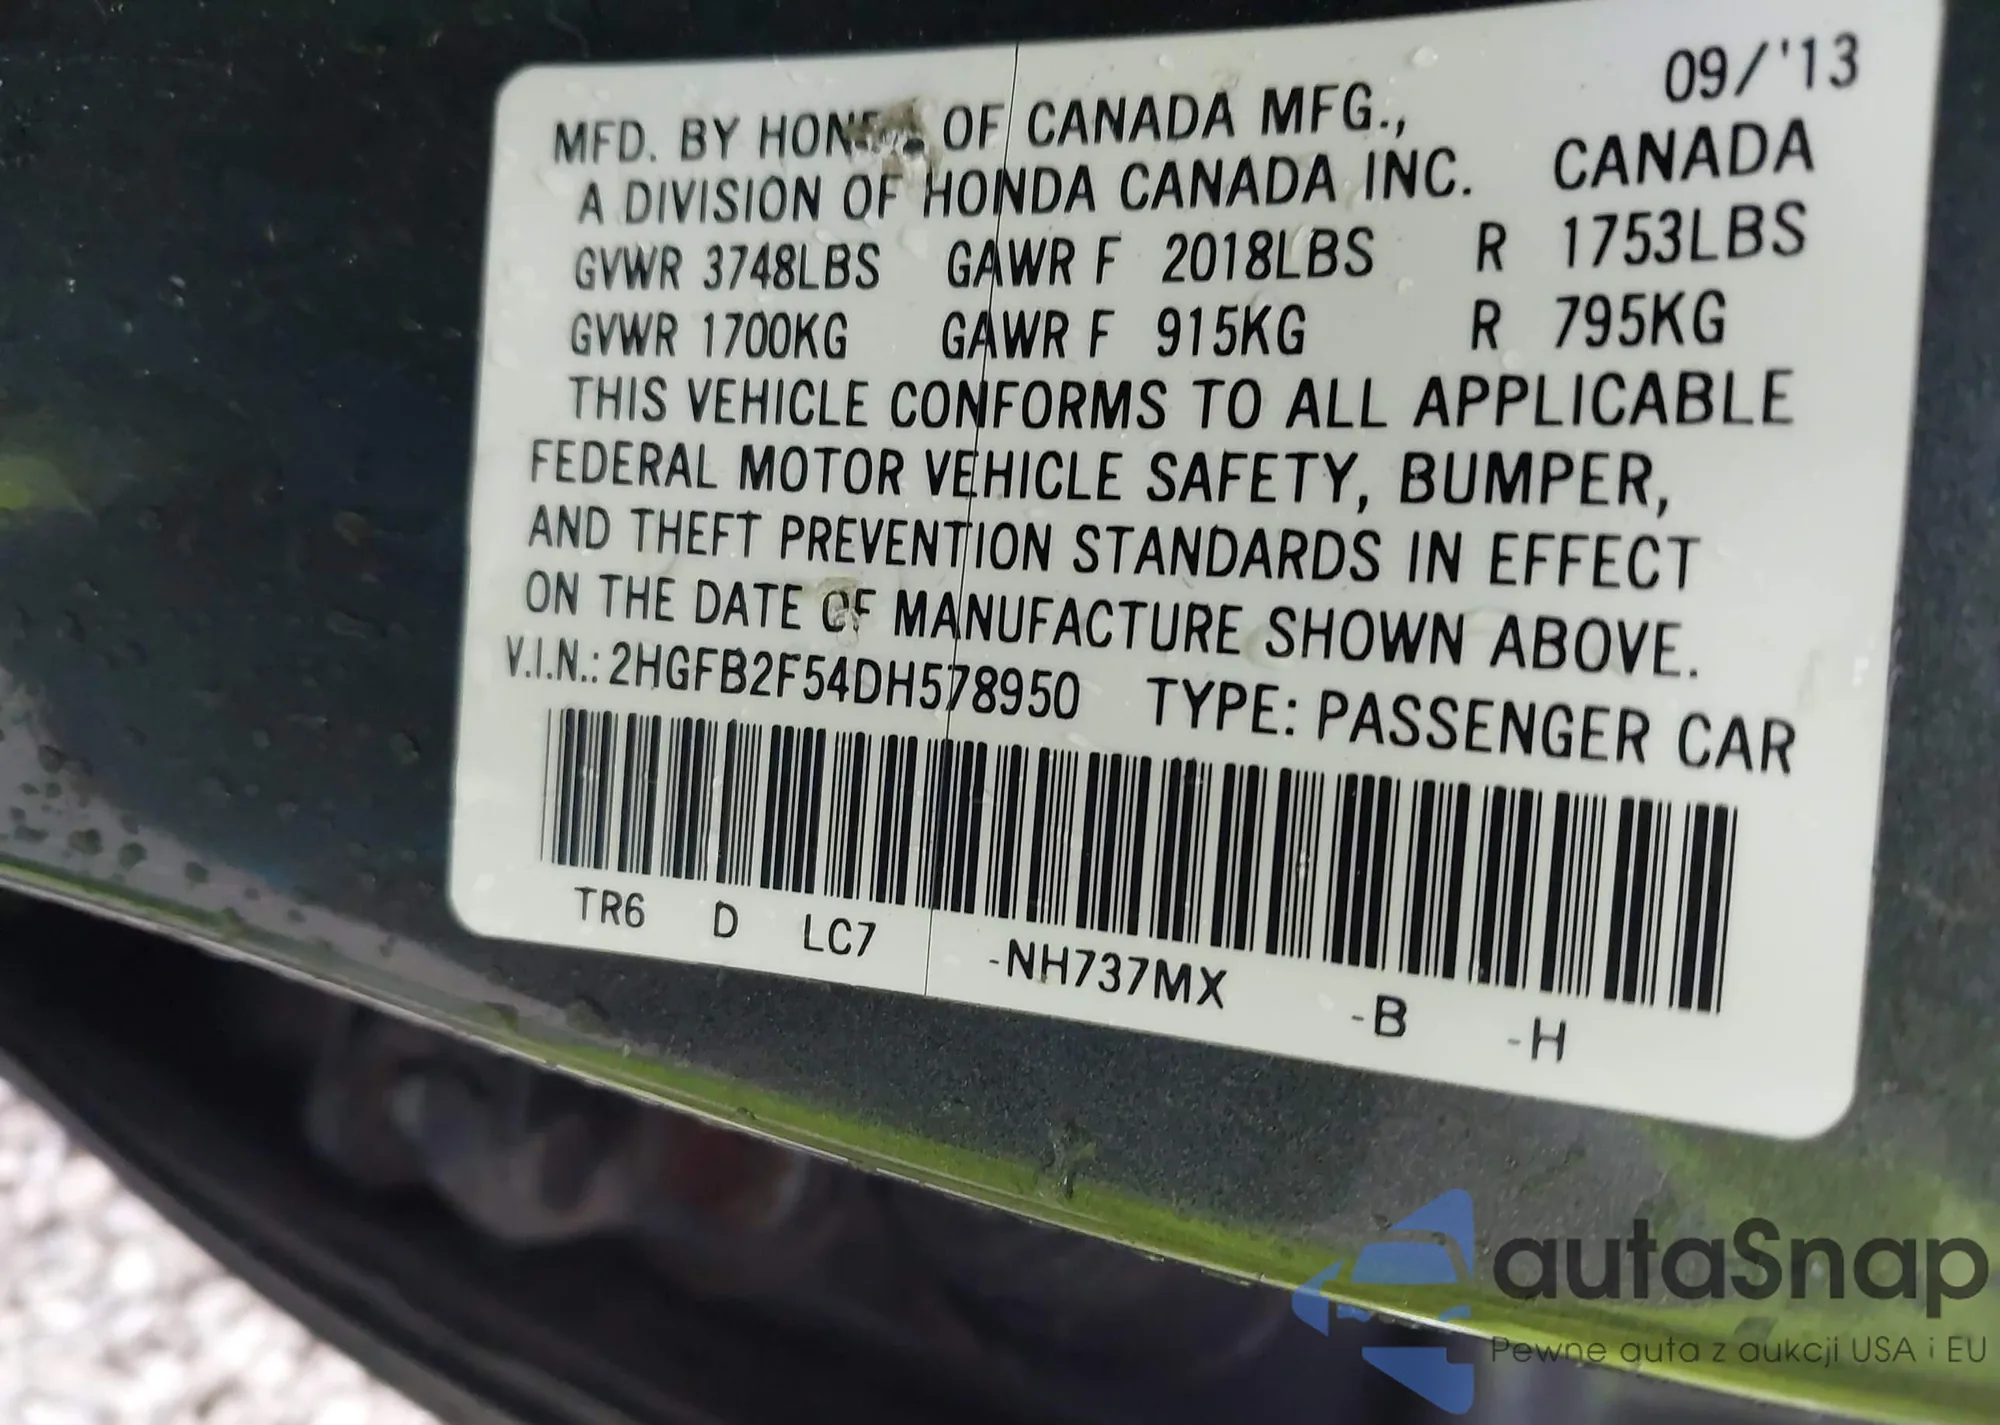 09/'13
MFD. BY HONDA OF CANADA MFG.,
A DIVISION OF HONDA CANADA INC. CANADA
GVWR 3748LBS GAWR F 2018LBS R 1753LBS
GVWR 1700KG GAWR F 915KG R 795KG
THIS VEHICLE CONFORMS TO ALL APPLICABLE
FEDERAL MOTOR VEHICLE SAFETY, BUMPER,
AND THEFT PREVENTION STANDARDS IN EFFECT
ON THE DATE OF MANUFACTURE SHOWN ABOVE.
V.I.N.: 2HGFB2F54DH578950 TYPE: PASSENGER CAR
TR6 D LC7 -NH737MX -B -H
autaSnap
Pewne auta z aukcji USA i EU